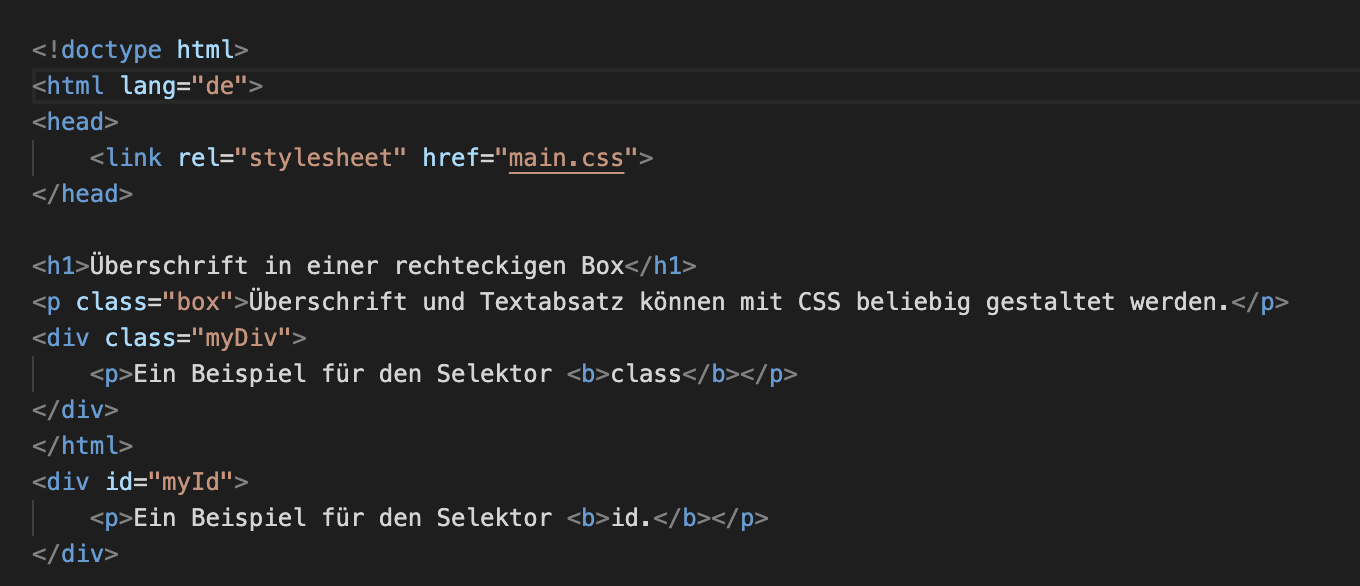 <!doctype html>
<html lang="de">
<head>
    <link rel="stylesheet" href="main.css">
</head>

<h1>Überschrift in einer rechteckigen Box</h1>
<p class="box">Überschrift und Textabsatz können mit CSS beliebig gestaltet werden.</p>
<div class="myDiv">
    <p>Ein Beispiel für den Selektor <b>class</b></p>
</div>
</html>
<div id="myId">
    <p>Ein Beispiel für den Selektor <b>id.</b></p>
</div>